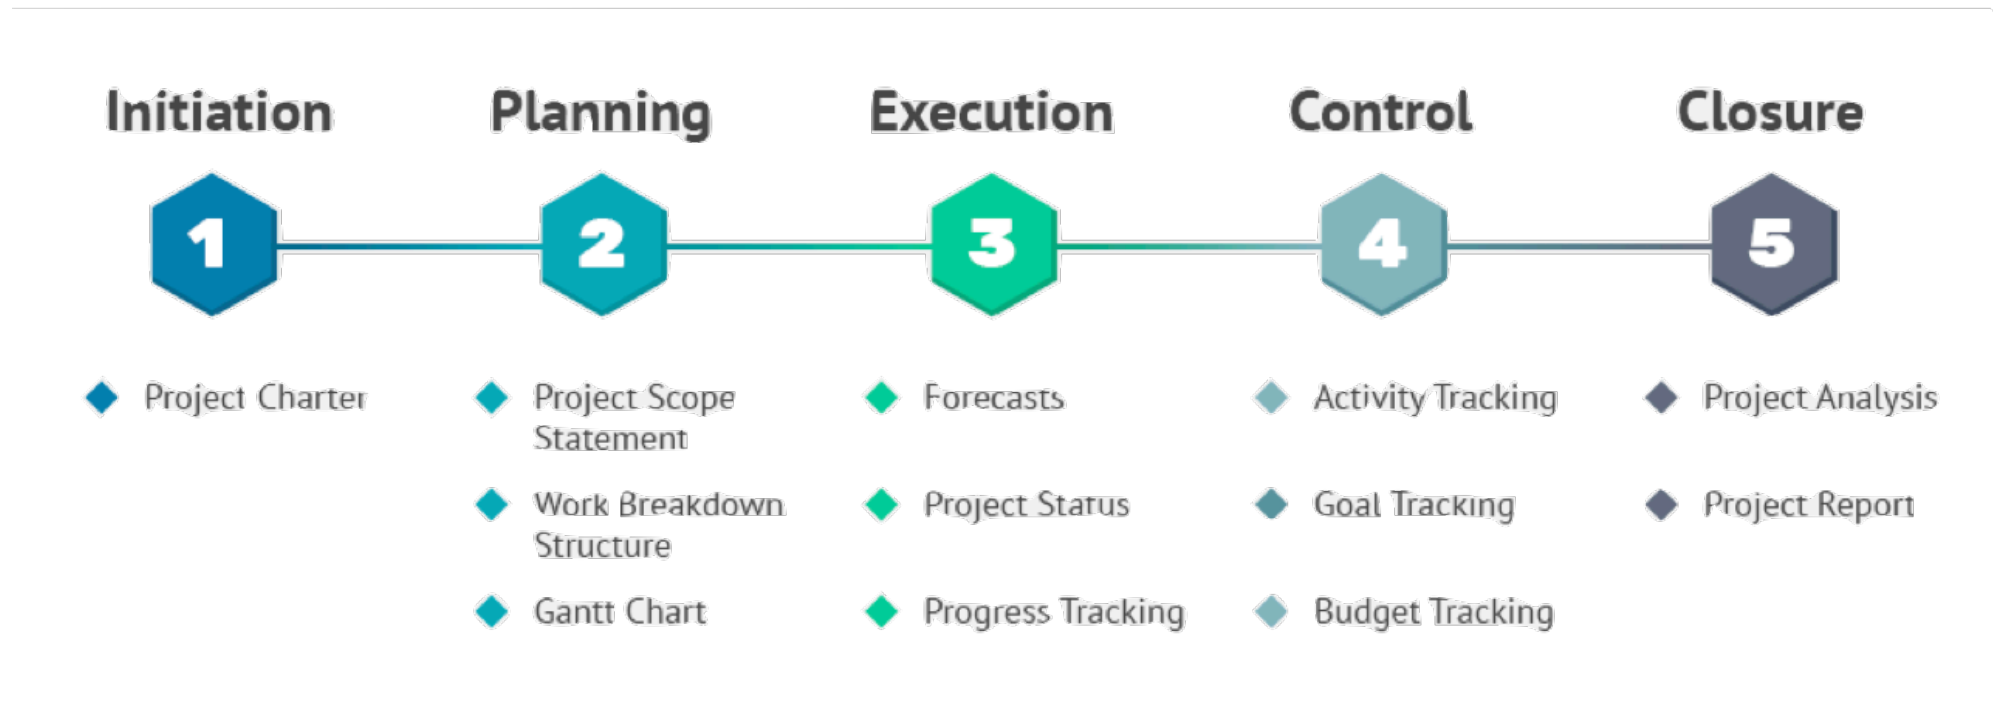 Initiation
Planning
Execution
Control
Closure
1
2
3
4
5
Project Charter
Project Scope
Statement
Work Breakdown
Structure
Gantt Chart
Forecasts
Project Status
Progress Tracking
Activity Tracking
Goal Tracking
Budget Tracking
Project Analysis
Project Report